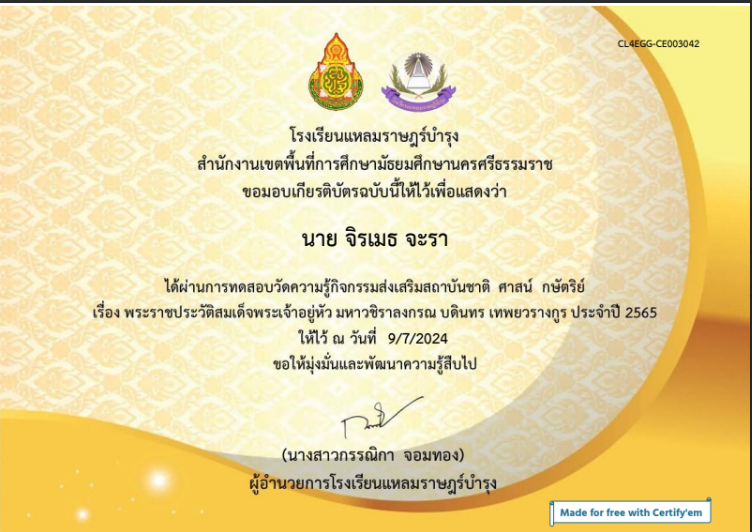 CL4EGG-CE003042
โรงเรียนแหลมราษฎร์บำรุง
สำนักงานเขตพื้นที่การศึกษามัธยมศึกษานครศรีธรรมราช
ขอมอบเกียรติบัตรฉบับนี้ให้ไว้เพื่อแสดงว่า
นาย จิรเมธ จะรา
ได้ผ่านการทดสอบวัดความรู้กิจกรรมส่งเสริมสถาบันชาติ ศาสน์ กษัตริย์
เรื่อง พระราชประวัติสมเด็จพระเจ้าอยู่หัว มหาวชิราลงกรณ บดินทร เทพยวรางกูร ประจำปี 2565
ให้ไว้ ณ วันที่ 9/7/2024
ขอให้มุ่งมั่นและพัฒนาความรู้สืบไป
(นางสาวกรรณิกา จอมทอง)
ผู้อำนวยการโรงเรียนแหลมราษฎร์บำรุง
Made for free with Certify'em